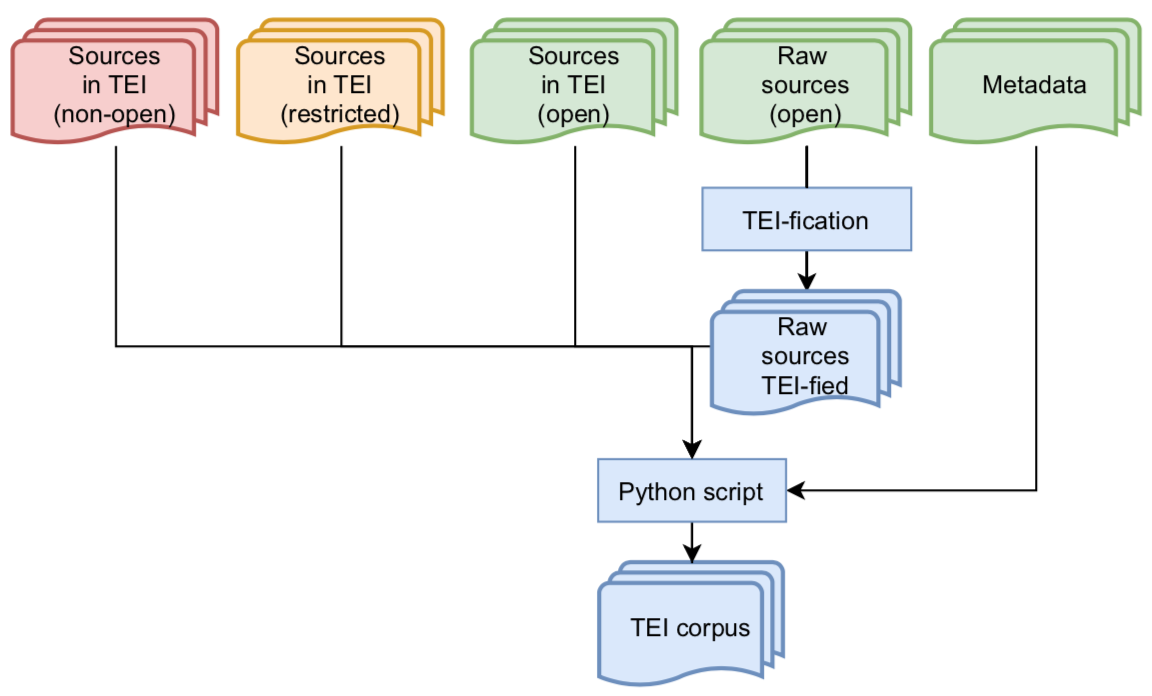 Sources
in TEI
(non-open)
Sources
in TEI
(restricted)
Sources
in TEI
(open)
Raw
sources
(open)
Metadata
TEI-fication
Raw
sources
TEI-fied
Python script
TEI corpus